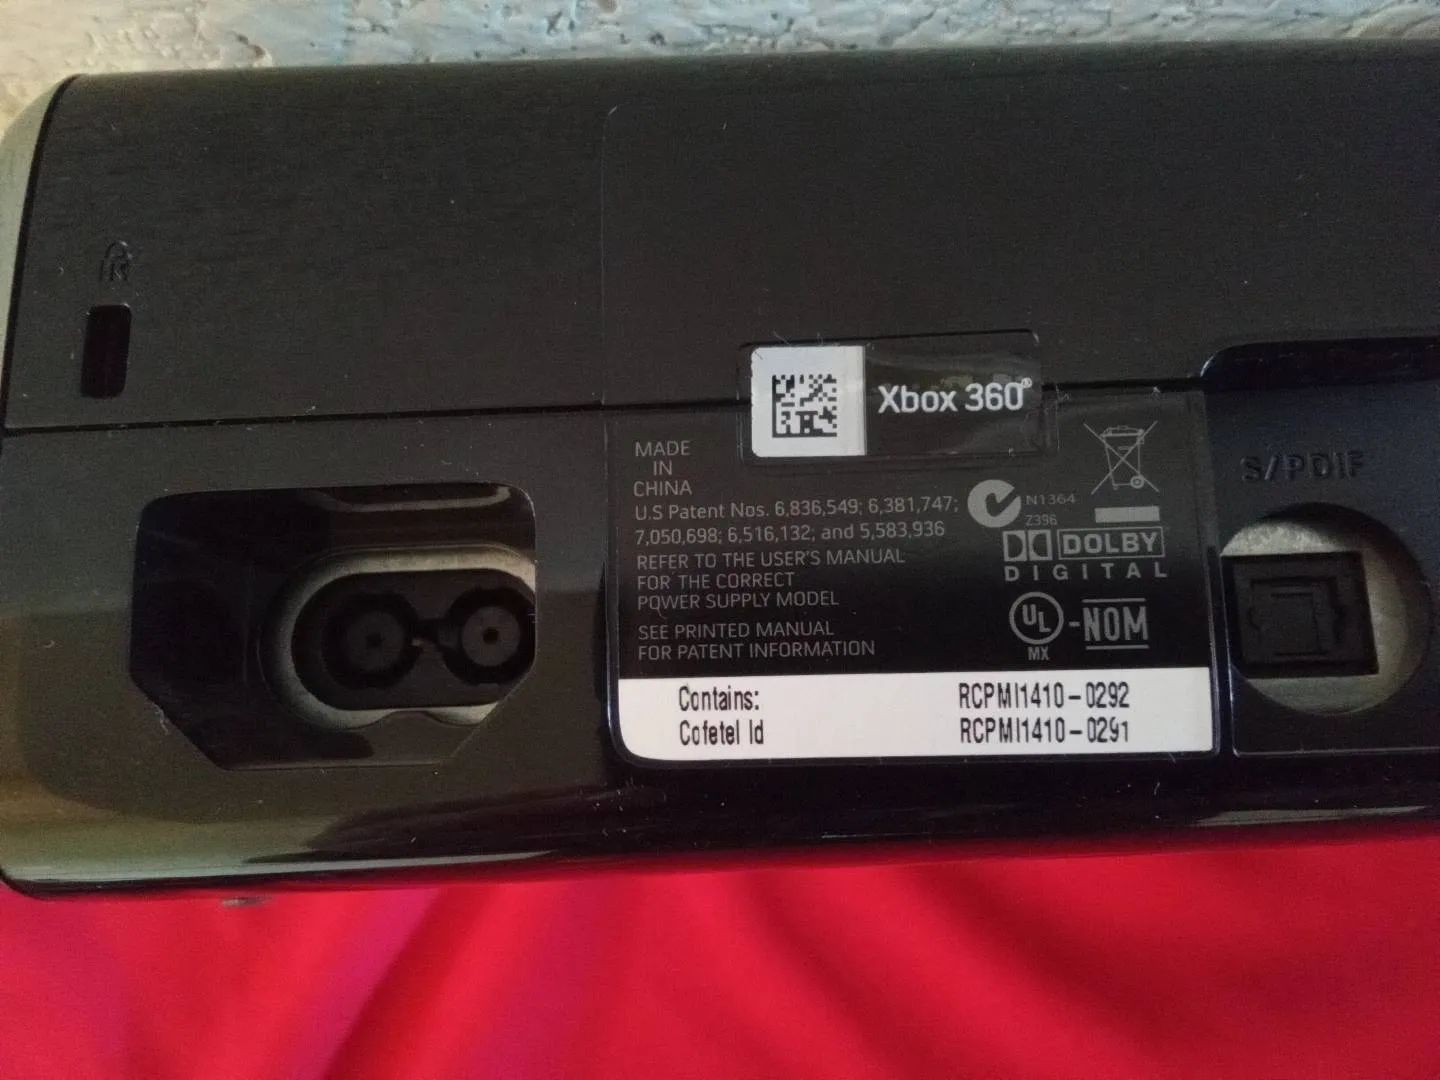 Xbox 360®
MADE
IN
CHINA
U.S Patent Nos. 6,836,549; 6,381,747;
7,050,698; 6,516,132; and 5,583,936
REFER TO THE USER'S MANUAL
FOR THE CORRECT
POWER SUPPLY MODEL
SEE PRINTED MANUAL
FOR PATENT INFORMATION
N1364
Z396
DOLBY
DIGITAL
UL
MX
-NOM
Contains: RCPMI1410-0292
Cofetel Id RCPMI1410-0291
S/PDIF